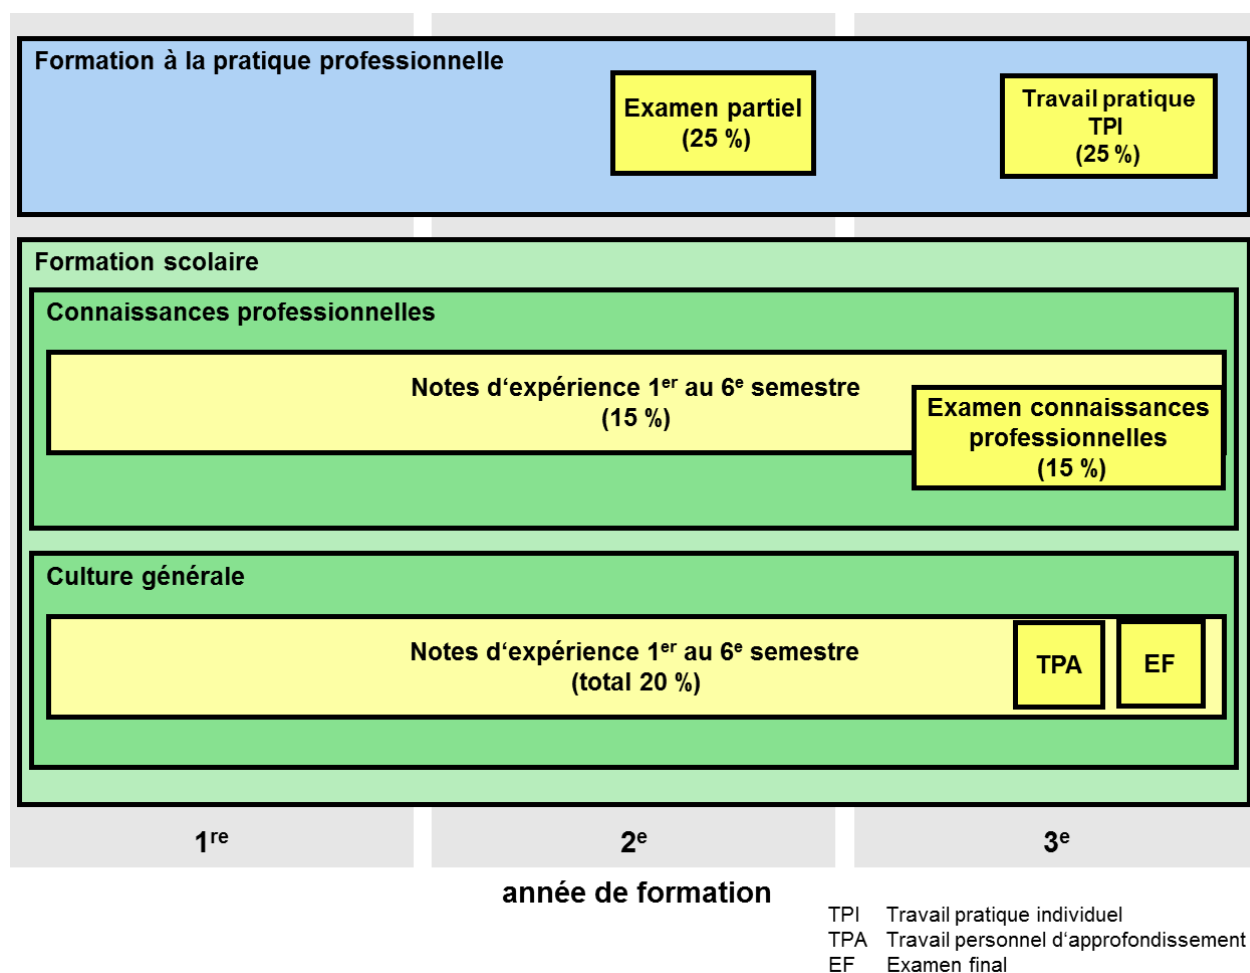 Formation à la pratique professionnelle
Examen partiel
(25 %)
Travail pratique
TPI
(25 %)
Formation scolaire
Connaissances professionnelles
Notes d‘expérience 1er au 6e semestre
(15 %)
Examen connaissances
professionnelles
(15 %)
Culture générale
Notes d‘expérience 1er au 6e semestre
(total 20 %)
TPA
EF
1re
2e
3e
année de formation
TPI Travail pratique individuel
TPA Travail personnel d‘approfondissement
EF Examen final